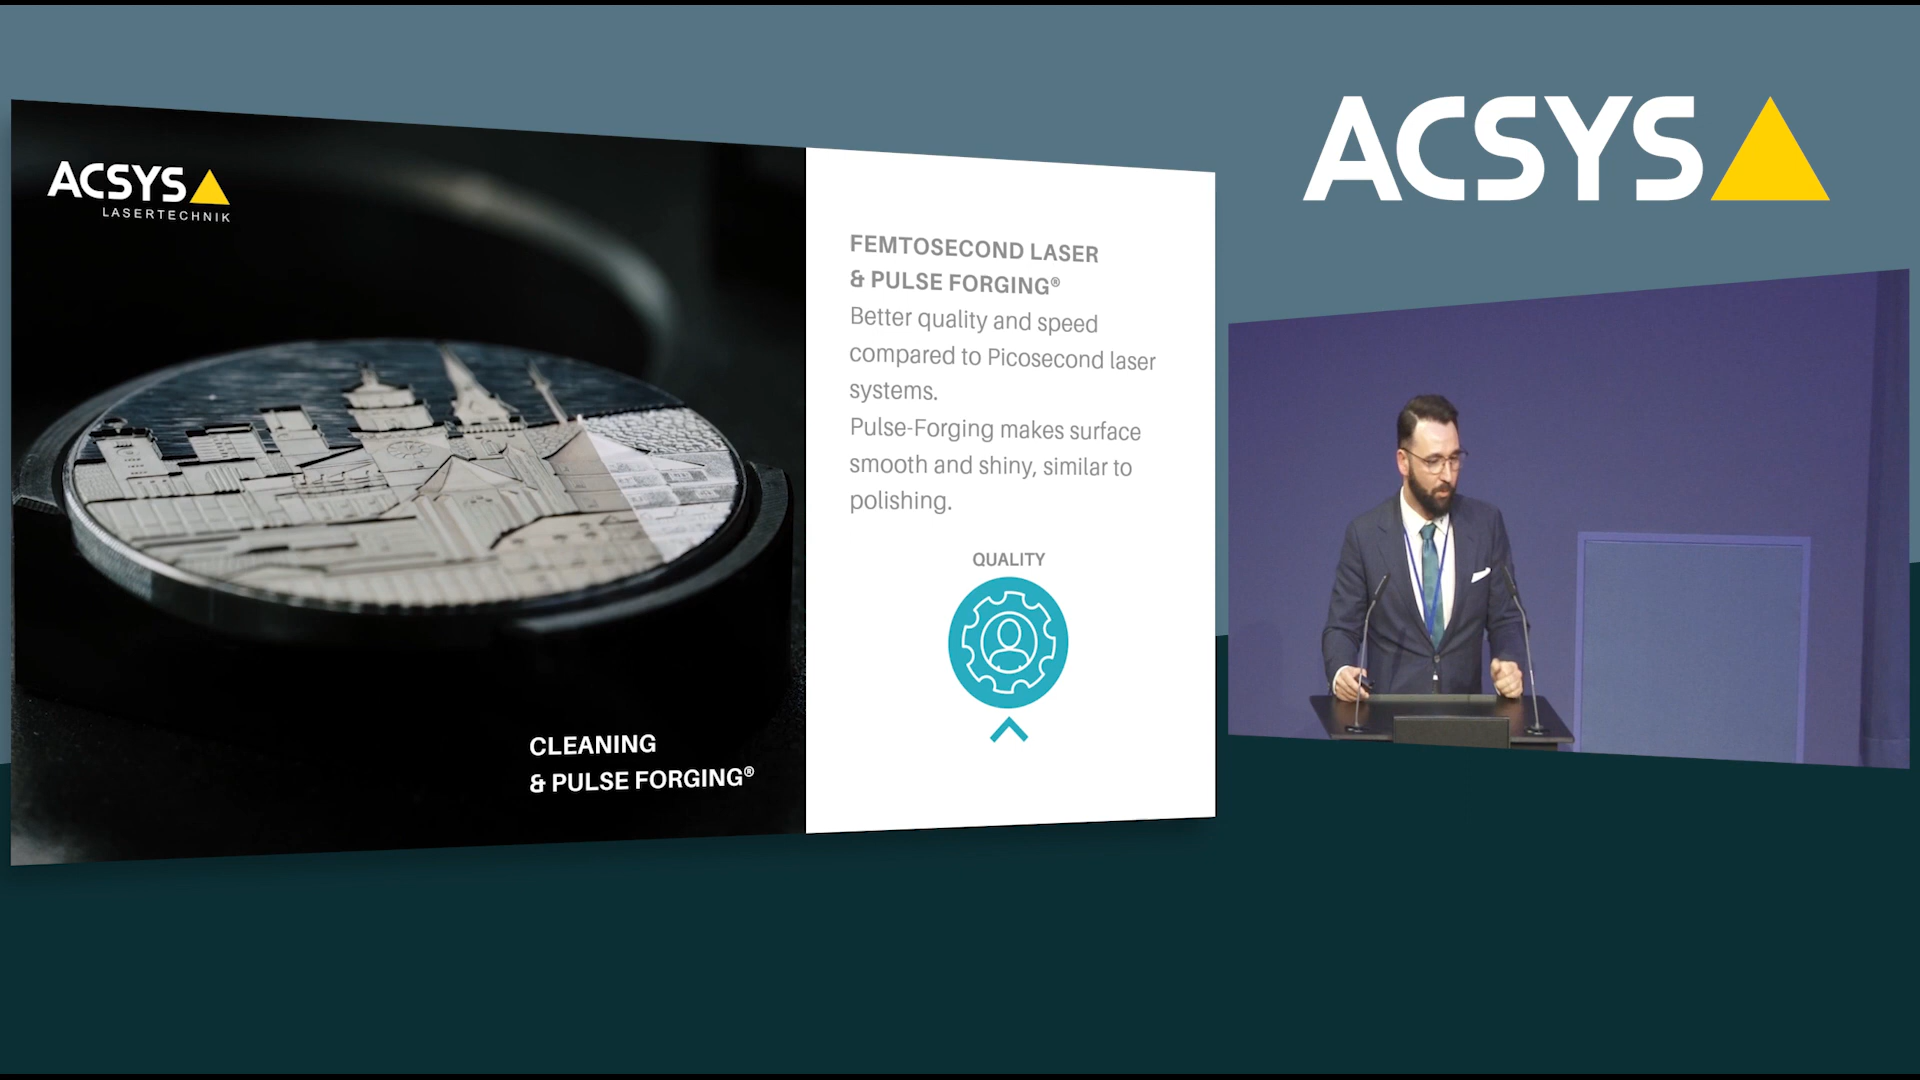 ACSYS
LASERTECHNIK
CLEANING
& PULSE FORGING®
FEMTOSECOND LASER
& PULSE FORGING®
Better quality and speed
compared to Picosecond laser
systems.
Pulse-Forging makes surface
smooth and shiny, similar to
polishing.
QUALITY
ACSYS